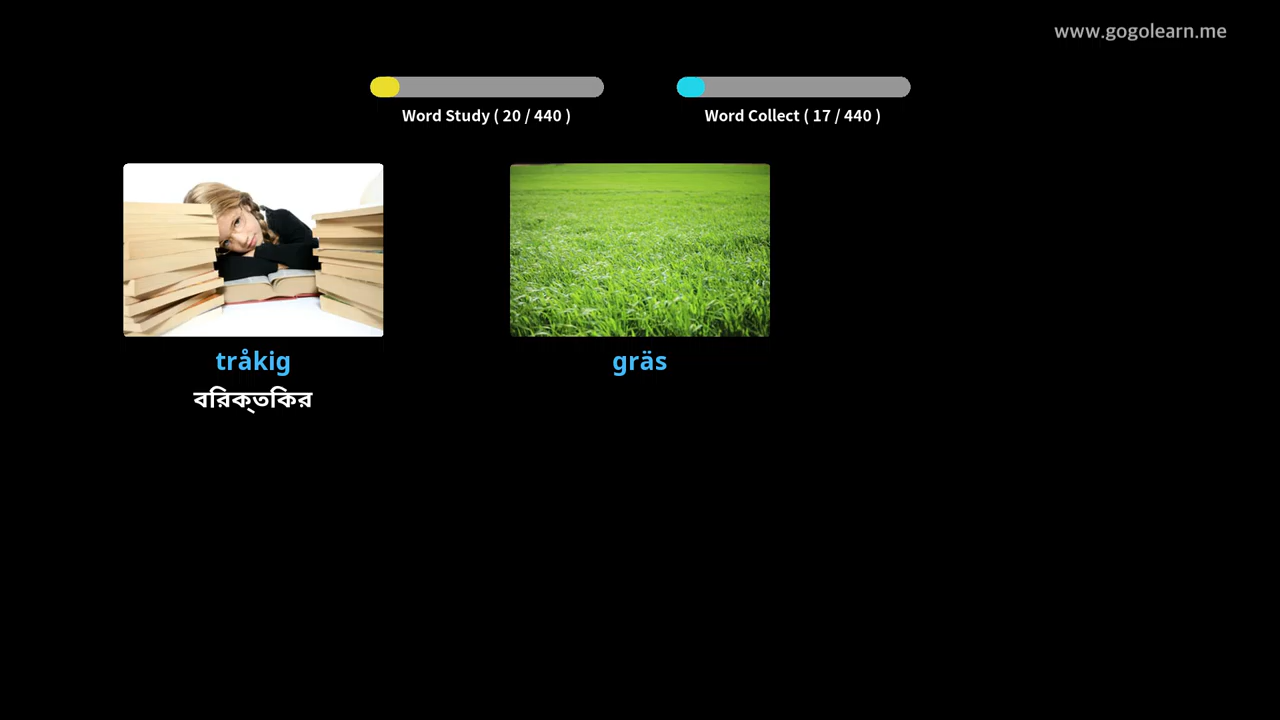 www.gogolearn.me
Word Study ( 20 / 440 )
Word Collect ( 17 / 440 )
tråkig
gräs
বরিক্‌তকির